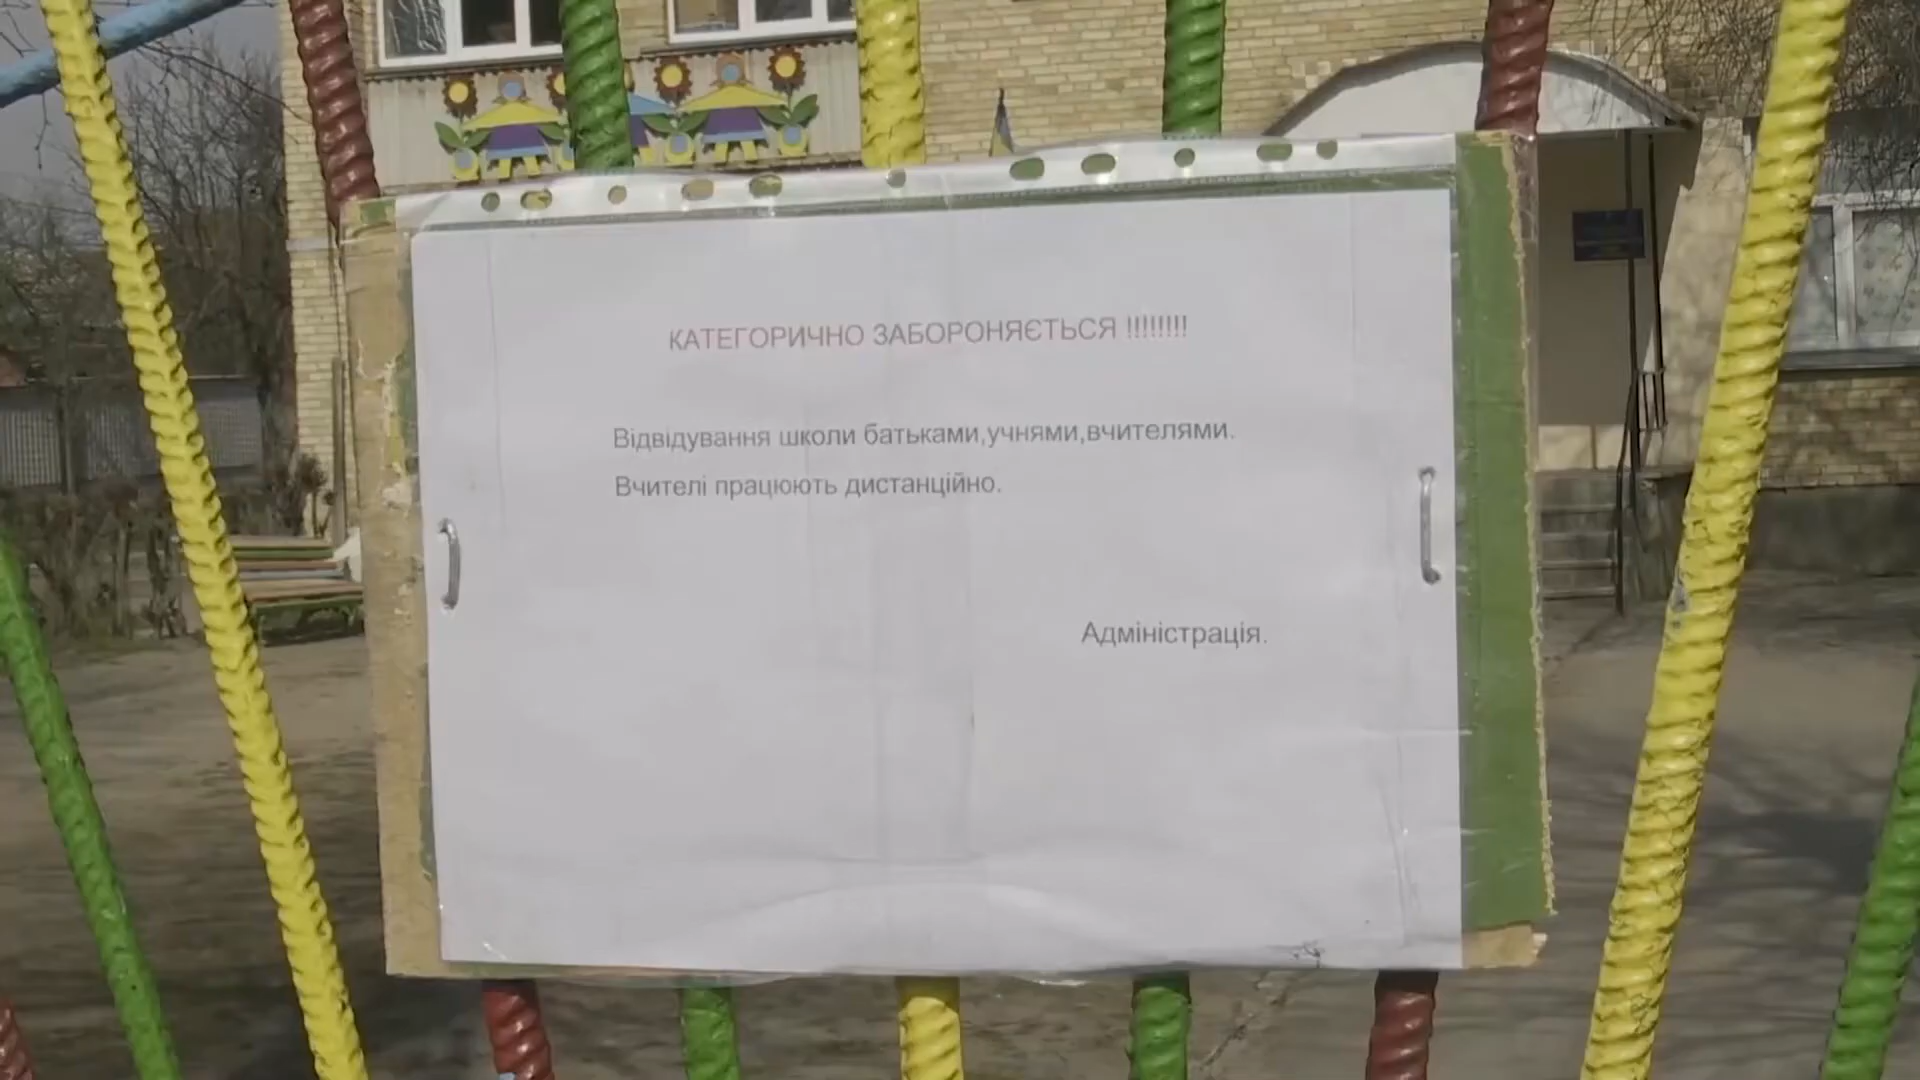 КАТЕГОРИЧНО ЗАБОРОНЯЄТЬСЯ !!!!!!!!
Відвідування школи батьками,учнями,вчителями.
Вчителі працюють дистанційно.
Адміністрація.